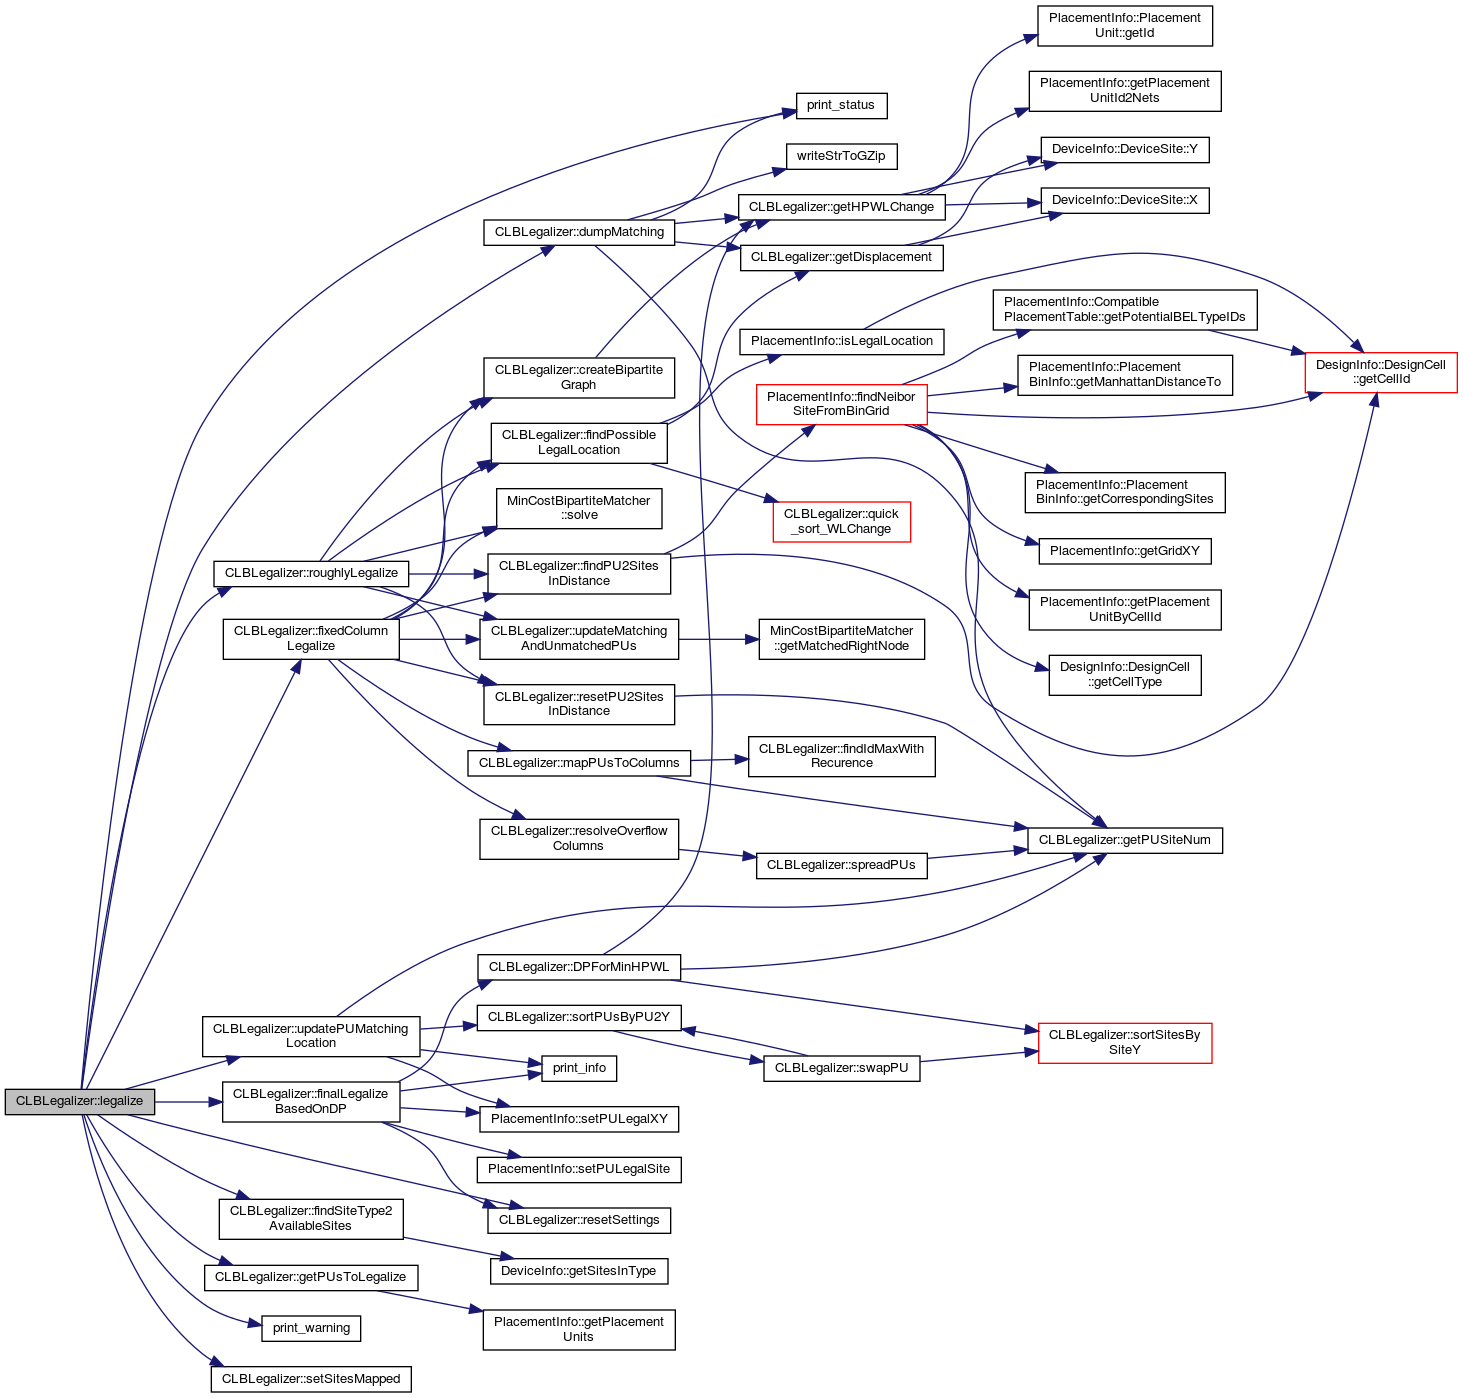 PlacementInfo::Placement
Unit::getId
PlacementInfo::getPlacement
UnitId2Nets
print_status
DeviceInfo::DeviceSite::Y
writeStrToGZip
DeviceInfo::DeviceSite::X
CLBLegalizer::getHPWLChange
CLBLegalizer::dumpMatching
CLBLegalizer::getDisplacement
PlacementInfo::Compatible
PlacementTable::getPotentialBELTypeIDs
PlacementInfo::isLegalLocation
CLBLegalizer::createBipartite
Graph
PlacementInfo::Placement
BinInfo::getManhattanDistanceTo
DesignInfo::DesignCell
::getCellId
PlacementInfo::findNeibor
SiteFromBinGrid
CLBLegalizer::findPossible
LegalLocation
PlacementInfo::Placement
BinInfo::getCorrespondingSites
MinCostBipartiteMatcher
::solve
CLBLegalizer::quick
_sort_WLChange
PlacementInfo::getGridXY
CLBLegalizer::roughlyLegalize
CLBLegalizer::findPU2Sites
InDistance
PlacementInfo::getPlacement
UnitByCellId
CLBLegalizer::fixedColumn
Legalize
CLBLegalizer::updateMatching
AndUnmatchedPUs
MinCostBipartiteMatcher
::getMatchedRightNode
DesignInfo::DesignCell
::getCellType
CLBLegalizer::resetPU2Sites
InDistance
CLBLegalizer::mapPUsToColumns
CLBLegalizer::findIdMaxWith
Recurence
CLBLegalizer::resolveOverflow
Columns
CLBLegalizer::getPUSiteNum
CLBLegalizer::spreadPUs
CLBLegalizer::DPForMinHPWL
CLBLegalizer::updatePUMatching
Location
CLBLegalizer::sortPUsByPU2Y
CLBLegalizer::sortSitesBy
SiteY
print_info
CLBLegalizer::swapPU
CLBLegalizer::legalize
CLBLegalizer::finalLegalize
BasedOnDP
PlacementInfo::setPULegalXY
PlacementInfo::setPULegalSite
CLBLegalizer::findSiteType2
AvailableSites
CLBLegalizer::resetSettings
CLBLegalizer::getPUsToLegalize
DeviceInfo::getSitesInType
print_warning
PlacementInfo::getPlacement
Units
CLBLegalizer::setSitesMapped